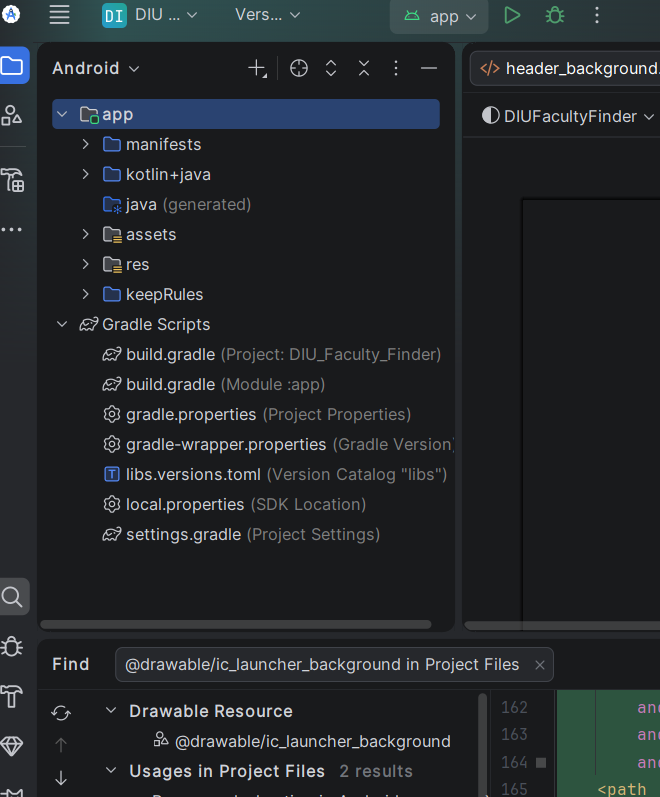 DI DIU ... Vers... app
Android
header_background.
app
DIUFacultyFinder
manifests
kotlin+java
java (generated)
assets
res
keepRules
Gradle Scripts
build.gradle (Project: DIU_Faculty_Finder)
build.gradle (Module :app)
gradle.properties (Project Properties)
gradle-wrapper.properties (Gradle Version)
libs.versions.toml (Version Catalog "libs")
local.properties (SDK Location)
settings.gradle (Project Settings)
Find @drawable/ic_launcher_background in Project Files
Drawable Resource
@drawable/ic_launcher_background
Usages in Project Files 2 results
162 and
163 and
164 and
165 <path